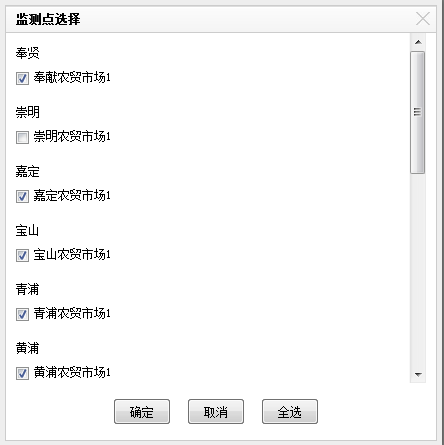 监测点选择
奉贤
奉献农贸市场1
崇明
崇明农贸市场1
嘉定
嘉定农贸市场1
宝山
宝山农贸市场1
青浦
青浦农贸市场1
黄浦
黄浦农贸市场1
确定 取消 全选